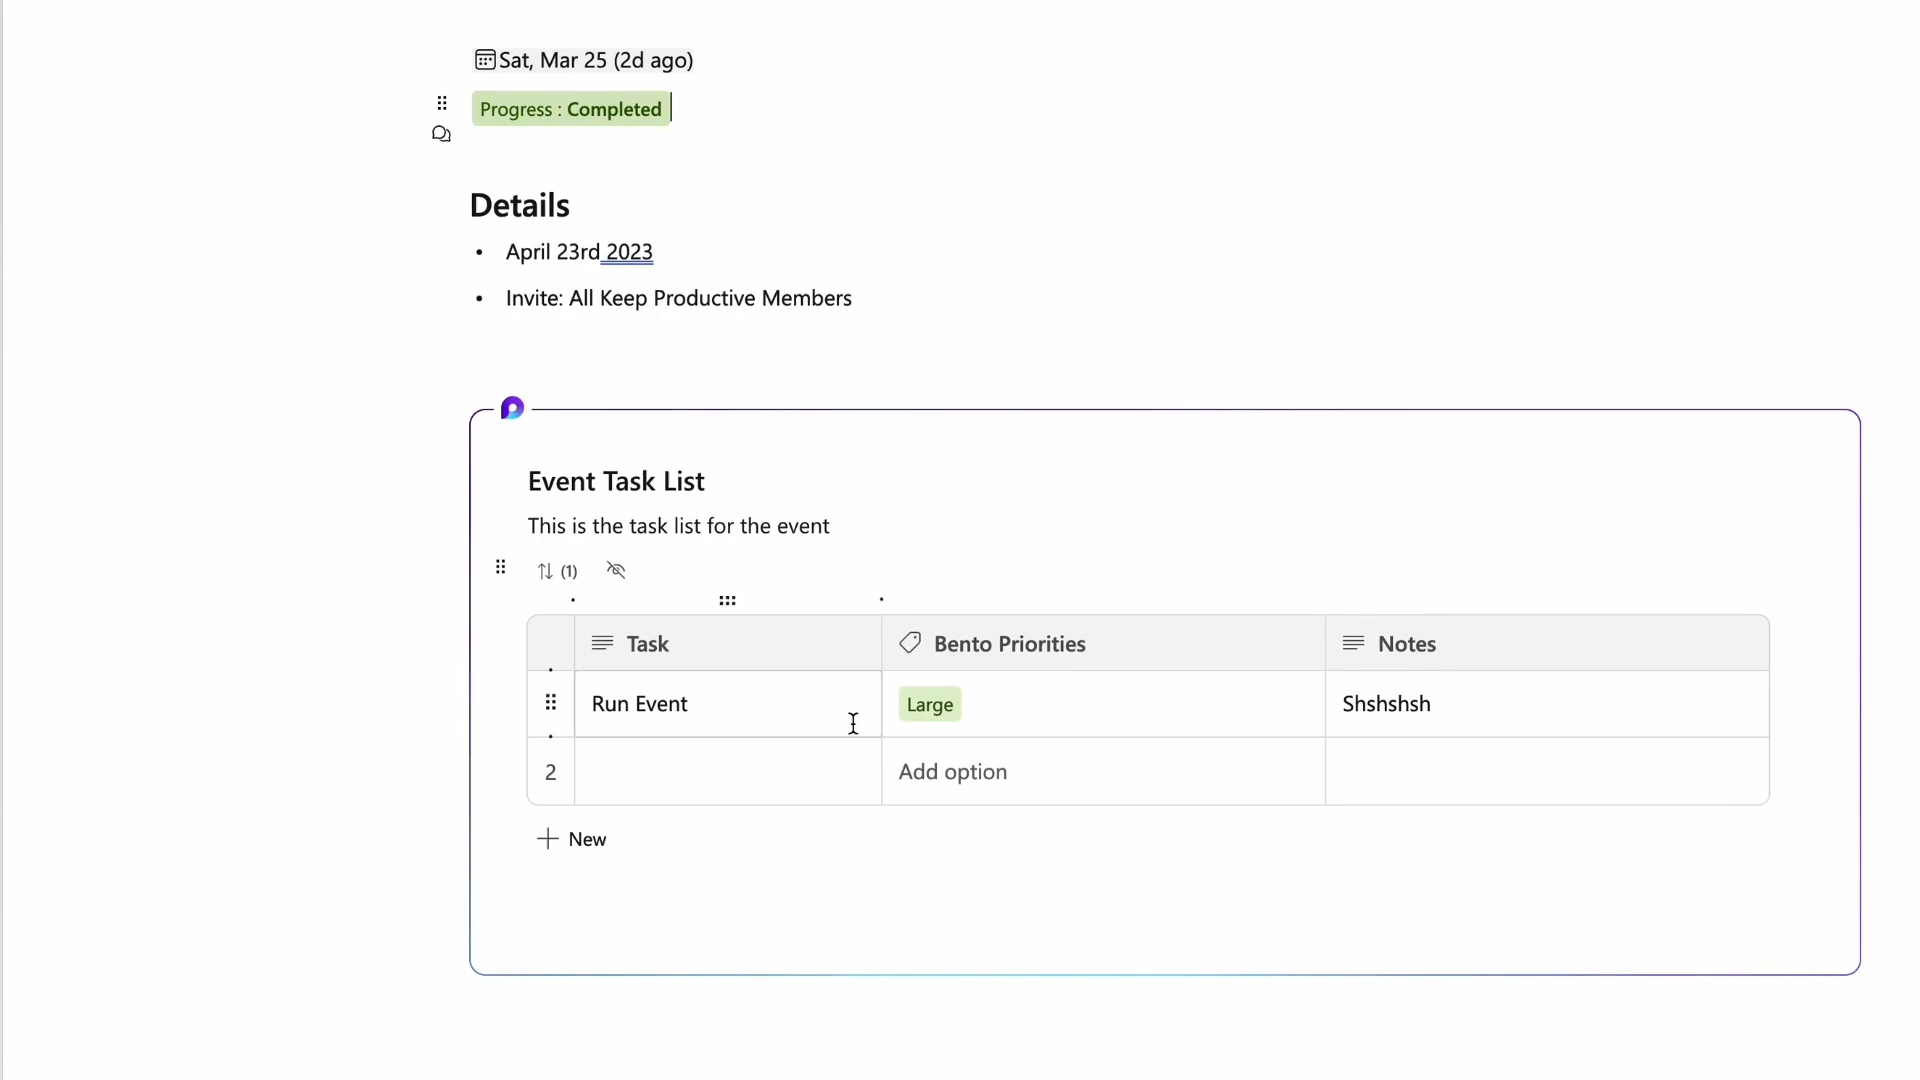 Sat, Mar 25 (2d ago)
Progress : Completed
Details
• April 23rd 2023
• Invite: All Keep Productive Members
Event Task List
This is the task list for the event
(1)
Task Bento Priorities Notes
Run Event Large Shshshsh
2 Add option
New